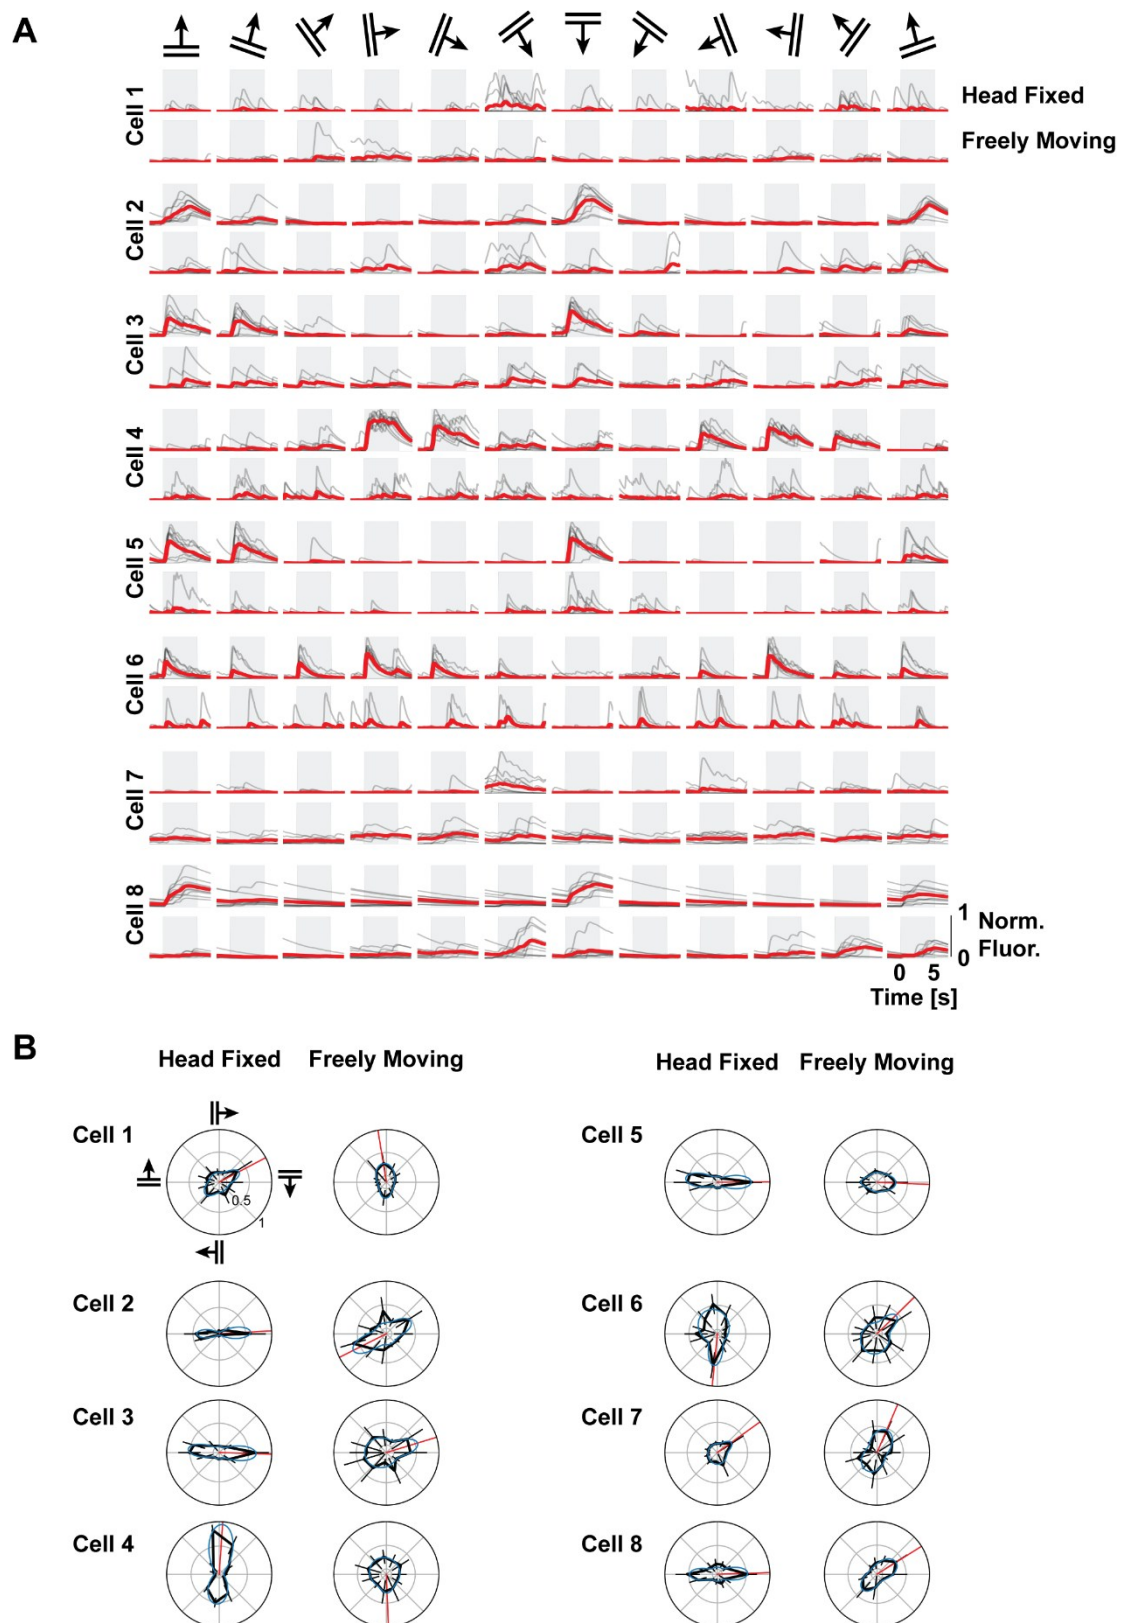 A
Cell 1
Head Fixed
Freely Moving
Cell 2
Cell 3
Cell 4
Cell 5
Cell 6
Cell 7
Cell 8
1
Norm.
Fluor.
0
0 5
Time [s]
B
Head Fixed Freely Moving
Head Fixed Freely Moving
Cell 1
0.5
1
Cell 5
Cell 2
Cell 6
Cell 3
Cell 7
Cell 4
Cell 8